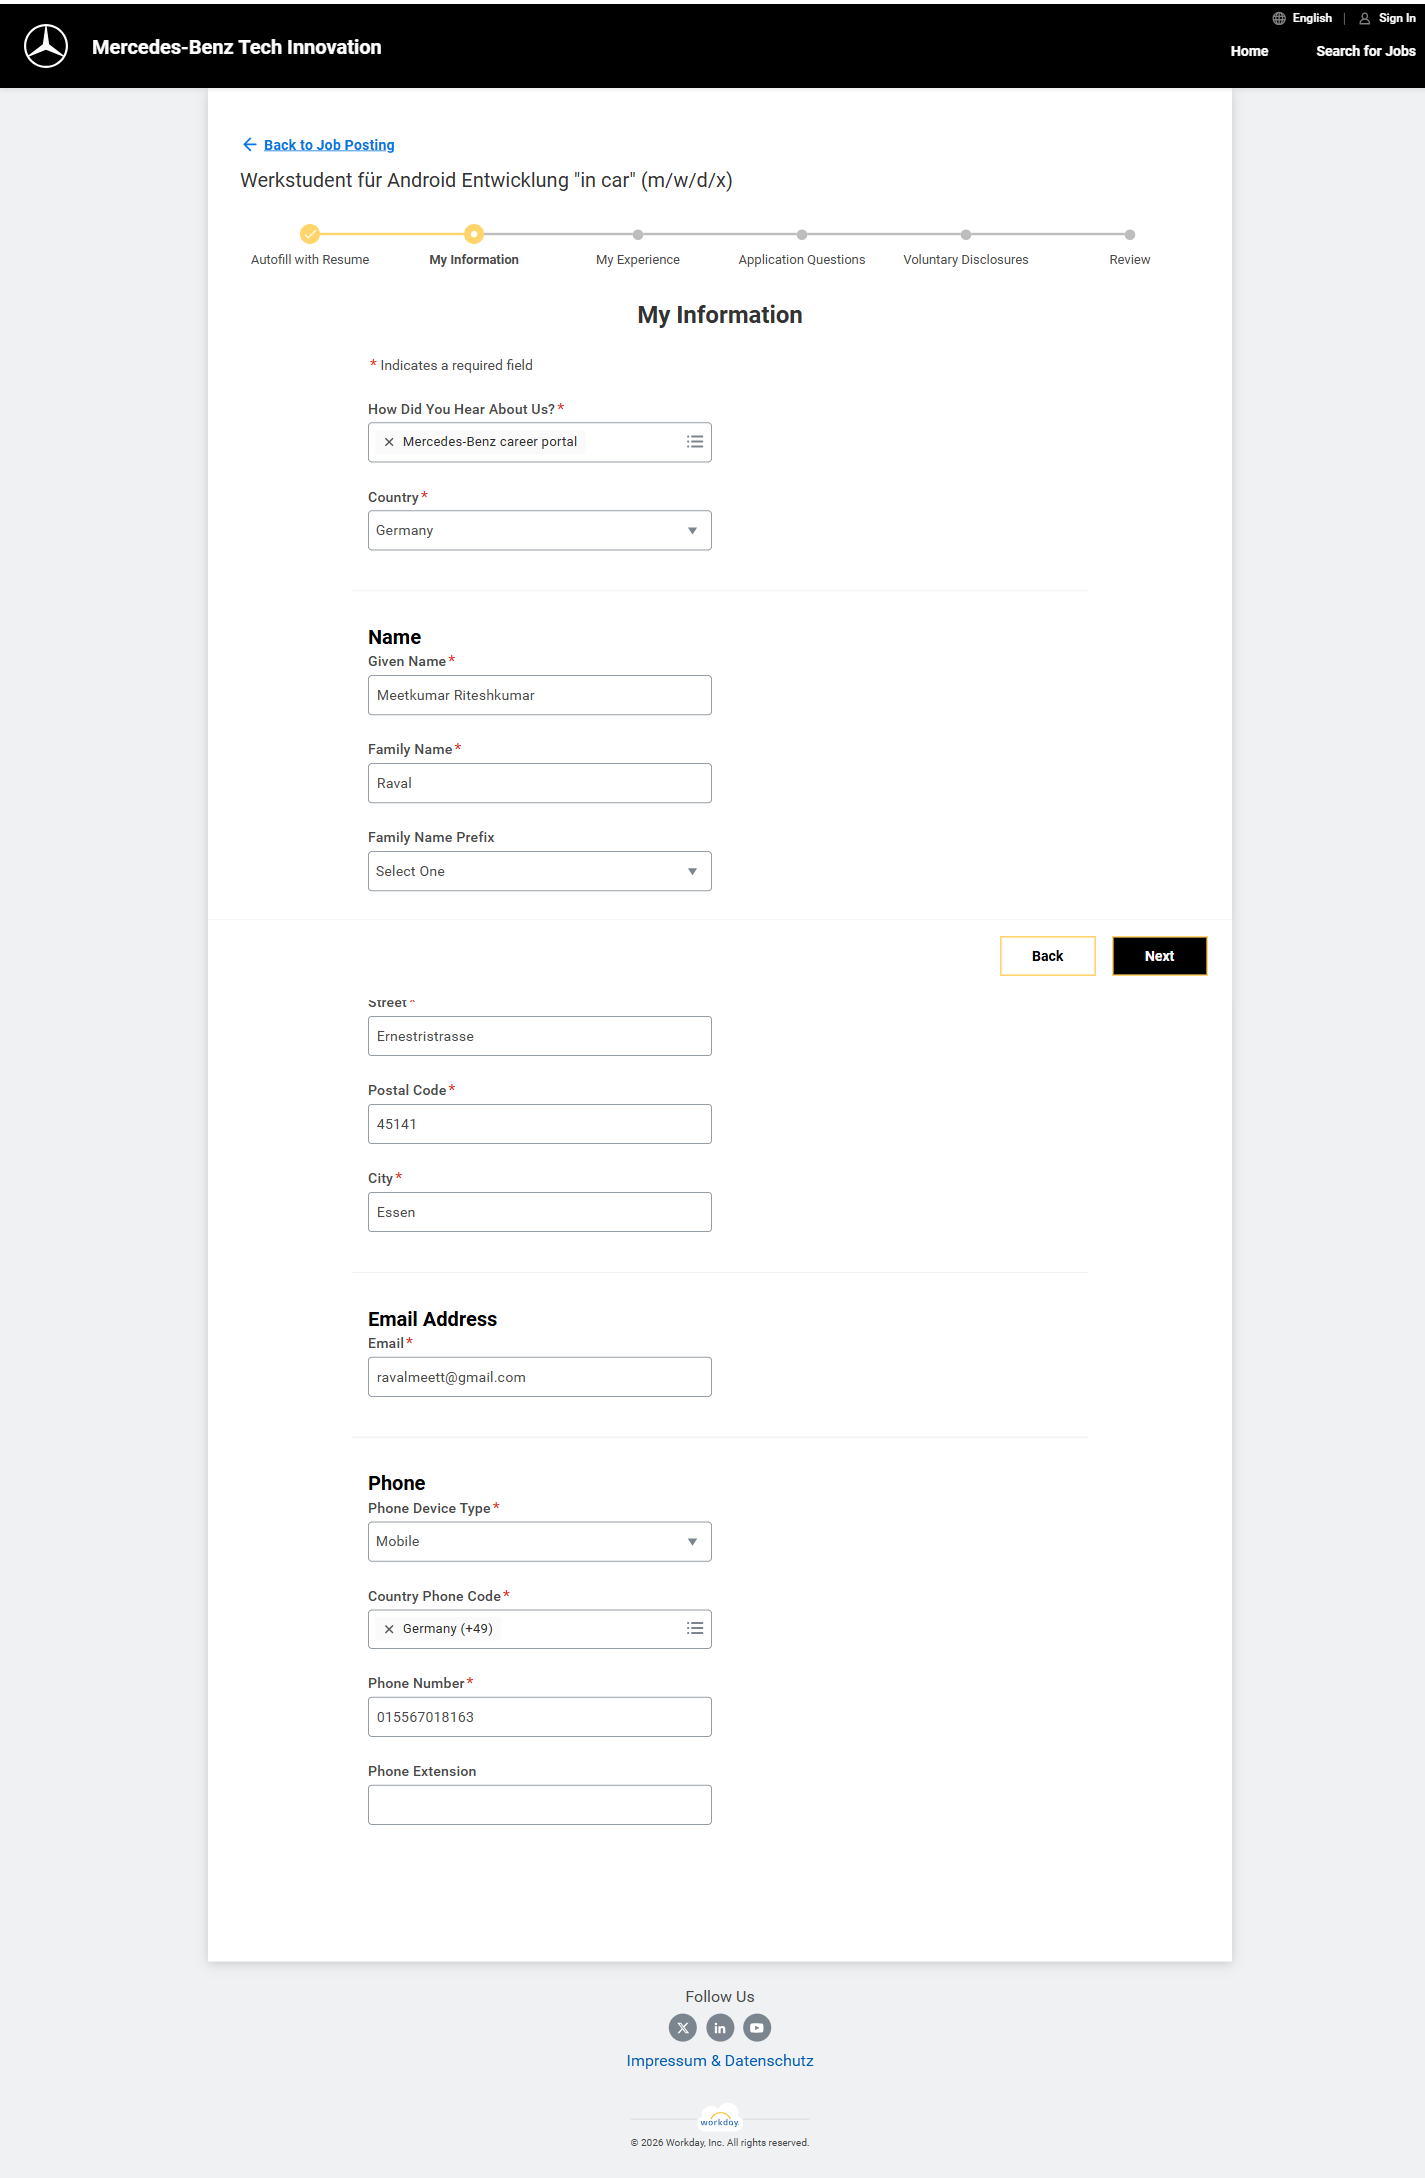 English | Sign In
Mercedes-Benz Tech Innovation
Home Search for Jobs
Back to Job Posting
Werkstudent für Android Entwicklung "in car" (m/w/d/x)
Autofill with Resume My Information My Experience Application Questions Voluntary Disclosures Review
My Information
* Indicates a required field
How Did You Hear About Us?*
Mercedes-Benz career portal
Country*
Germany
Name
Given Name*
Meetkumar Riteshkumar
Family Name*
Raval
Family Name Prefix
Select One
Back Next
Street*
Ernestristrasse
Postal Code*
45141
City*
Essen
Email Address
Email*
ravalmeett@gmail.com
Phone
Phone Device Type*
Mobile
Country Phone Code*
Germany (+49)
Phone Number*
015567018163
Phone Extension
Follow Us
Impressum & Datenschutz
workday.
© 2026 Workday, Inc. All rights reserved.